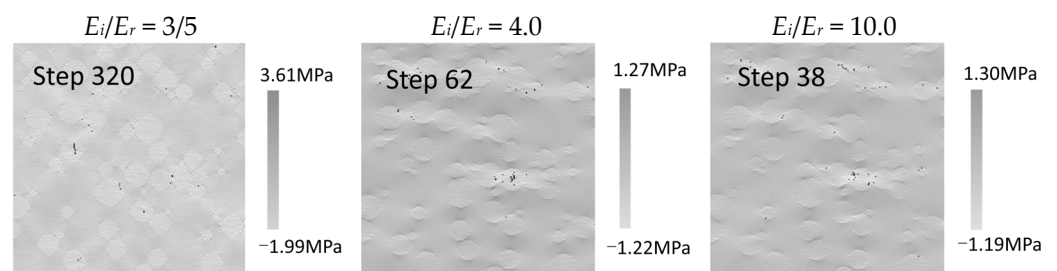 Eᵢ/Eᵣ = 3/5
Eᵢ/Eᵣ = 4.0
Eᵢ/Eᵣ = 10.0
Step 320
3.61MPa
−1.99MPa
Step 62
1.27MPa
−1.22MPa
Step 38
1.30MPa
−1.19MPa